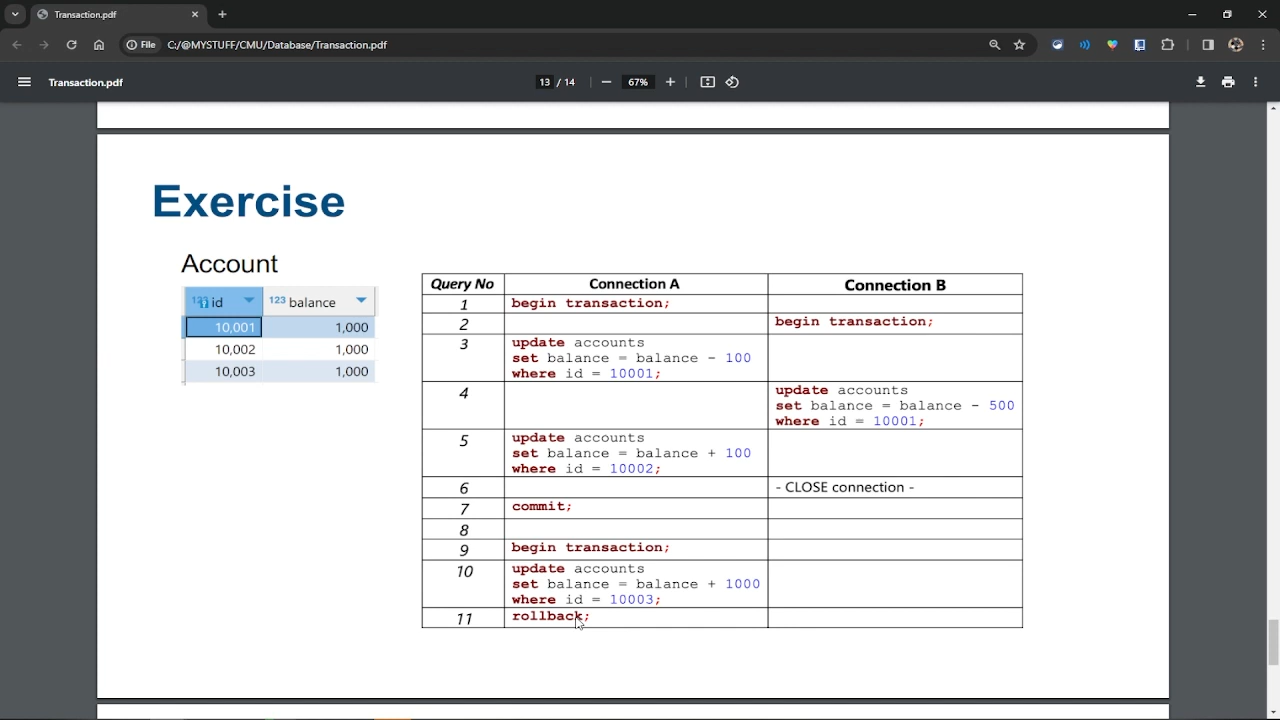 Transaction.pdf
File C:/@MYSTUFF/CMU/Database/Transaction.pdf
Transaction.pdf
13 / 14
67%
Exercise
Account
123 id 123 balance
10,001 1,000
10,002 1,000
10,003 1,000
Query No Connection A Connection B
1 begin transaction;
2 begin transaction;
3 update accounts
set balance = balance - 100
where id = 10001;
4 update accounts
set balance = balance - 500
where id = 10001;
5 update accounts
set balance = balance + 100
where id = 10002;
6 - CLOSE connection -
7 commit;
8
9 begin transaction;
10 update accounts
set balance = balance + 1000
where id = 10003;
11 rollback;